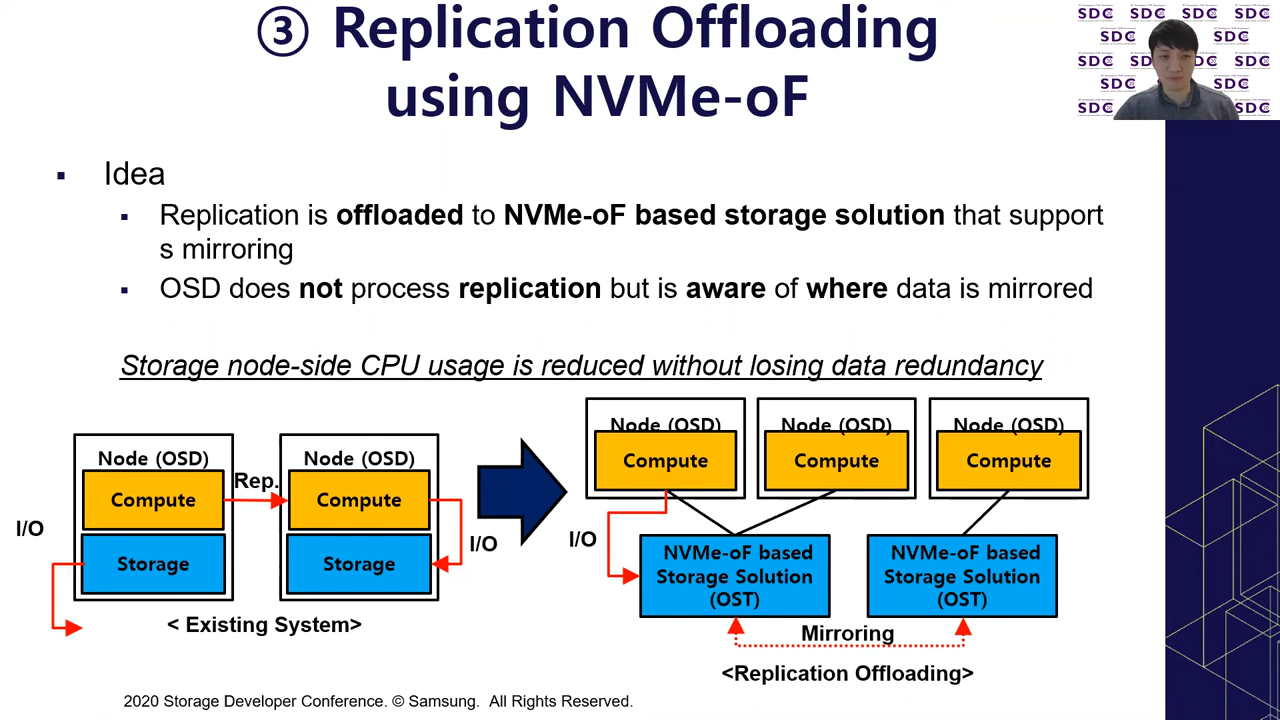 ③ Replication Offloading
using NVMe-oF
SDC SDC SDC SDC
SDC SDC
SDC SDC
SDC SDC
SDC SDC
▪ Idea
▪ Replication is offloaded to NVMe-oF based storage solution that support
s mirroring
▪ OSD does not process replication but is aware of where data is mirrored
Storage node-side CPU usage is reduced without losing data redundancy
Node (OSD)
Compute
Storage
I/O
Rep.
Node (OSD)
Compute
Storage
I/O
< Existing System>
Node (OSD)
Compute
Node (OSD)
Compute
Node (OSD)
Compute
I/O
NVMe-oF based
Storage Solution
(OST)
NVMe-oF based
Storage Solution
(OST)
Mirroring
<Replication Offloading>
2020 Storage Developer Conference. © Samsung. All Rights Reserved.